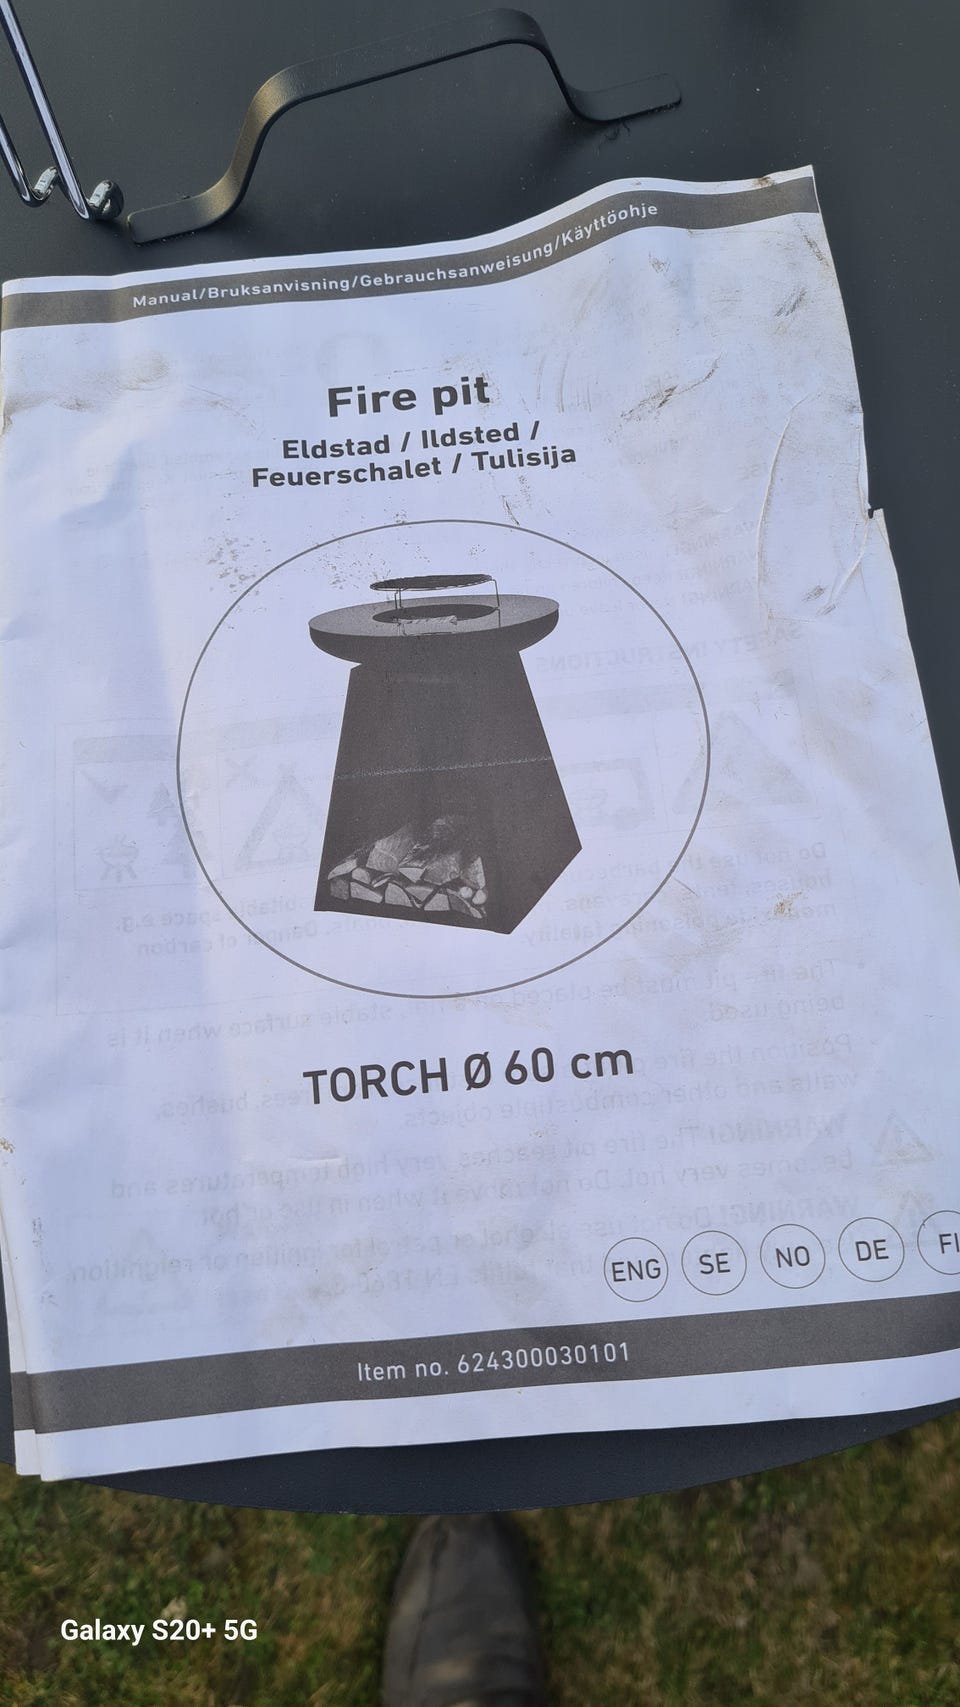 Manual/Bruksanvisning/Gebrauchsanweisung/Käyttöohje
Fire pit
Eldstad / Ildsted /
Feuerschalet / Tulisija
TORCH Ø 60 cm
ENG SE NO DE FI
Item no. 624300030101
Galaxy S20+ 5G